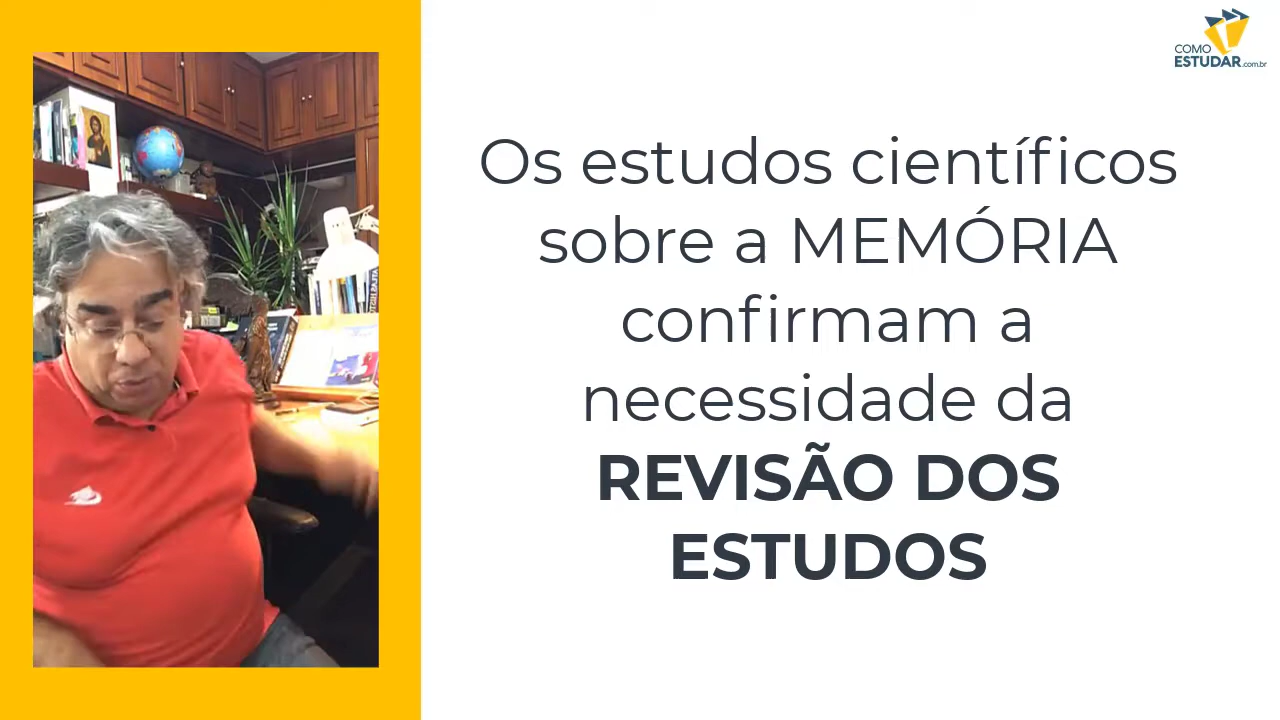 COMO
ESTUDAR.com.br
Os estudos científicos
sobre a MEMÓRIA
confirmam a
necessidade da
REVISÃO DOS
ESTUDOS